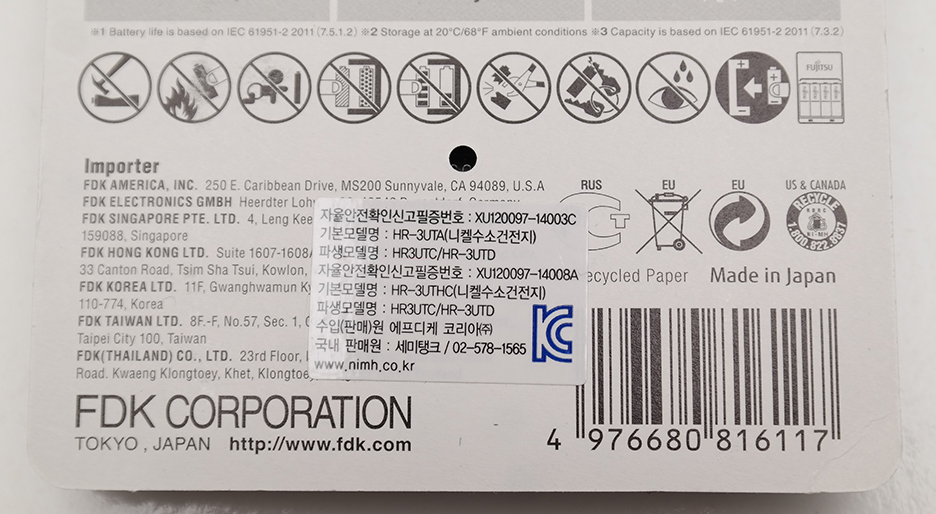 ※1 Battery life is based on IEC 61951-2 2011 (7.5.1.2) ※2 Storage at 20°C/68°F ambient conditions ※3 Capacity is based on IEC 61951-2 2011 (7.3.2)
FUJITSU
Importer
FDK AMERICA, INC. 250 E. Caribbean Drive, MS200 Sunnyvale, CA 94089, U.S.A
FDK ELECTRONICS GMBH Heerdter
FDK SINGAPORE PTE. LTD. 4, Leng Kee
159088, Singapore
FDK HONG KONG LTD. Suite 1607-1608
33 Canton Road, Tsim Sha Tsui, Kowlon,
FDK KOREA LTD. 11F, Gwanghwamun
110-774, Korea
FDK TAIWAN LTD. 8F.-F, No.57, Sec. 1,
Taipei City 100, Taiwan
FDK(THAILAND) CO., LTD. 23rd Floor,
Road. Kwaeng Klongtoey, Khet,
자율안전확인신고필증번호 : XU120097-14003C
기본모델명 : HR-3UTA(니켈수소건전지)
파생모델명 : HR3UTC/HR-3UTD
자율안전확인신고필증번호 : XU120097-14008A
기본모델명 : HR-3UTHC(니켈수소건전지)
파생모델명 : HR3UTC/HR-3UTD
수입(판매)원 에프디케 코리아㈜
국내 판매원 : 세미탱크 / 02-578-1565
www.nimh.co.kr
RUS
EU
EU
US & CANADA
RECYCLE
RBRC
Ni-MH
1.800.822.8837
Recycled Paper Made in Japan
FDK CORPORATION
TOKYO , JAPAN http://www.fdk.com
4 976680 816117